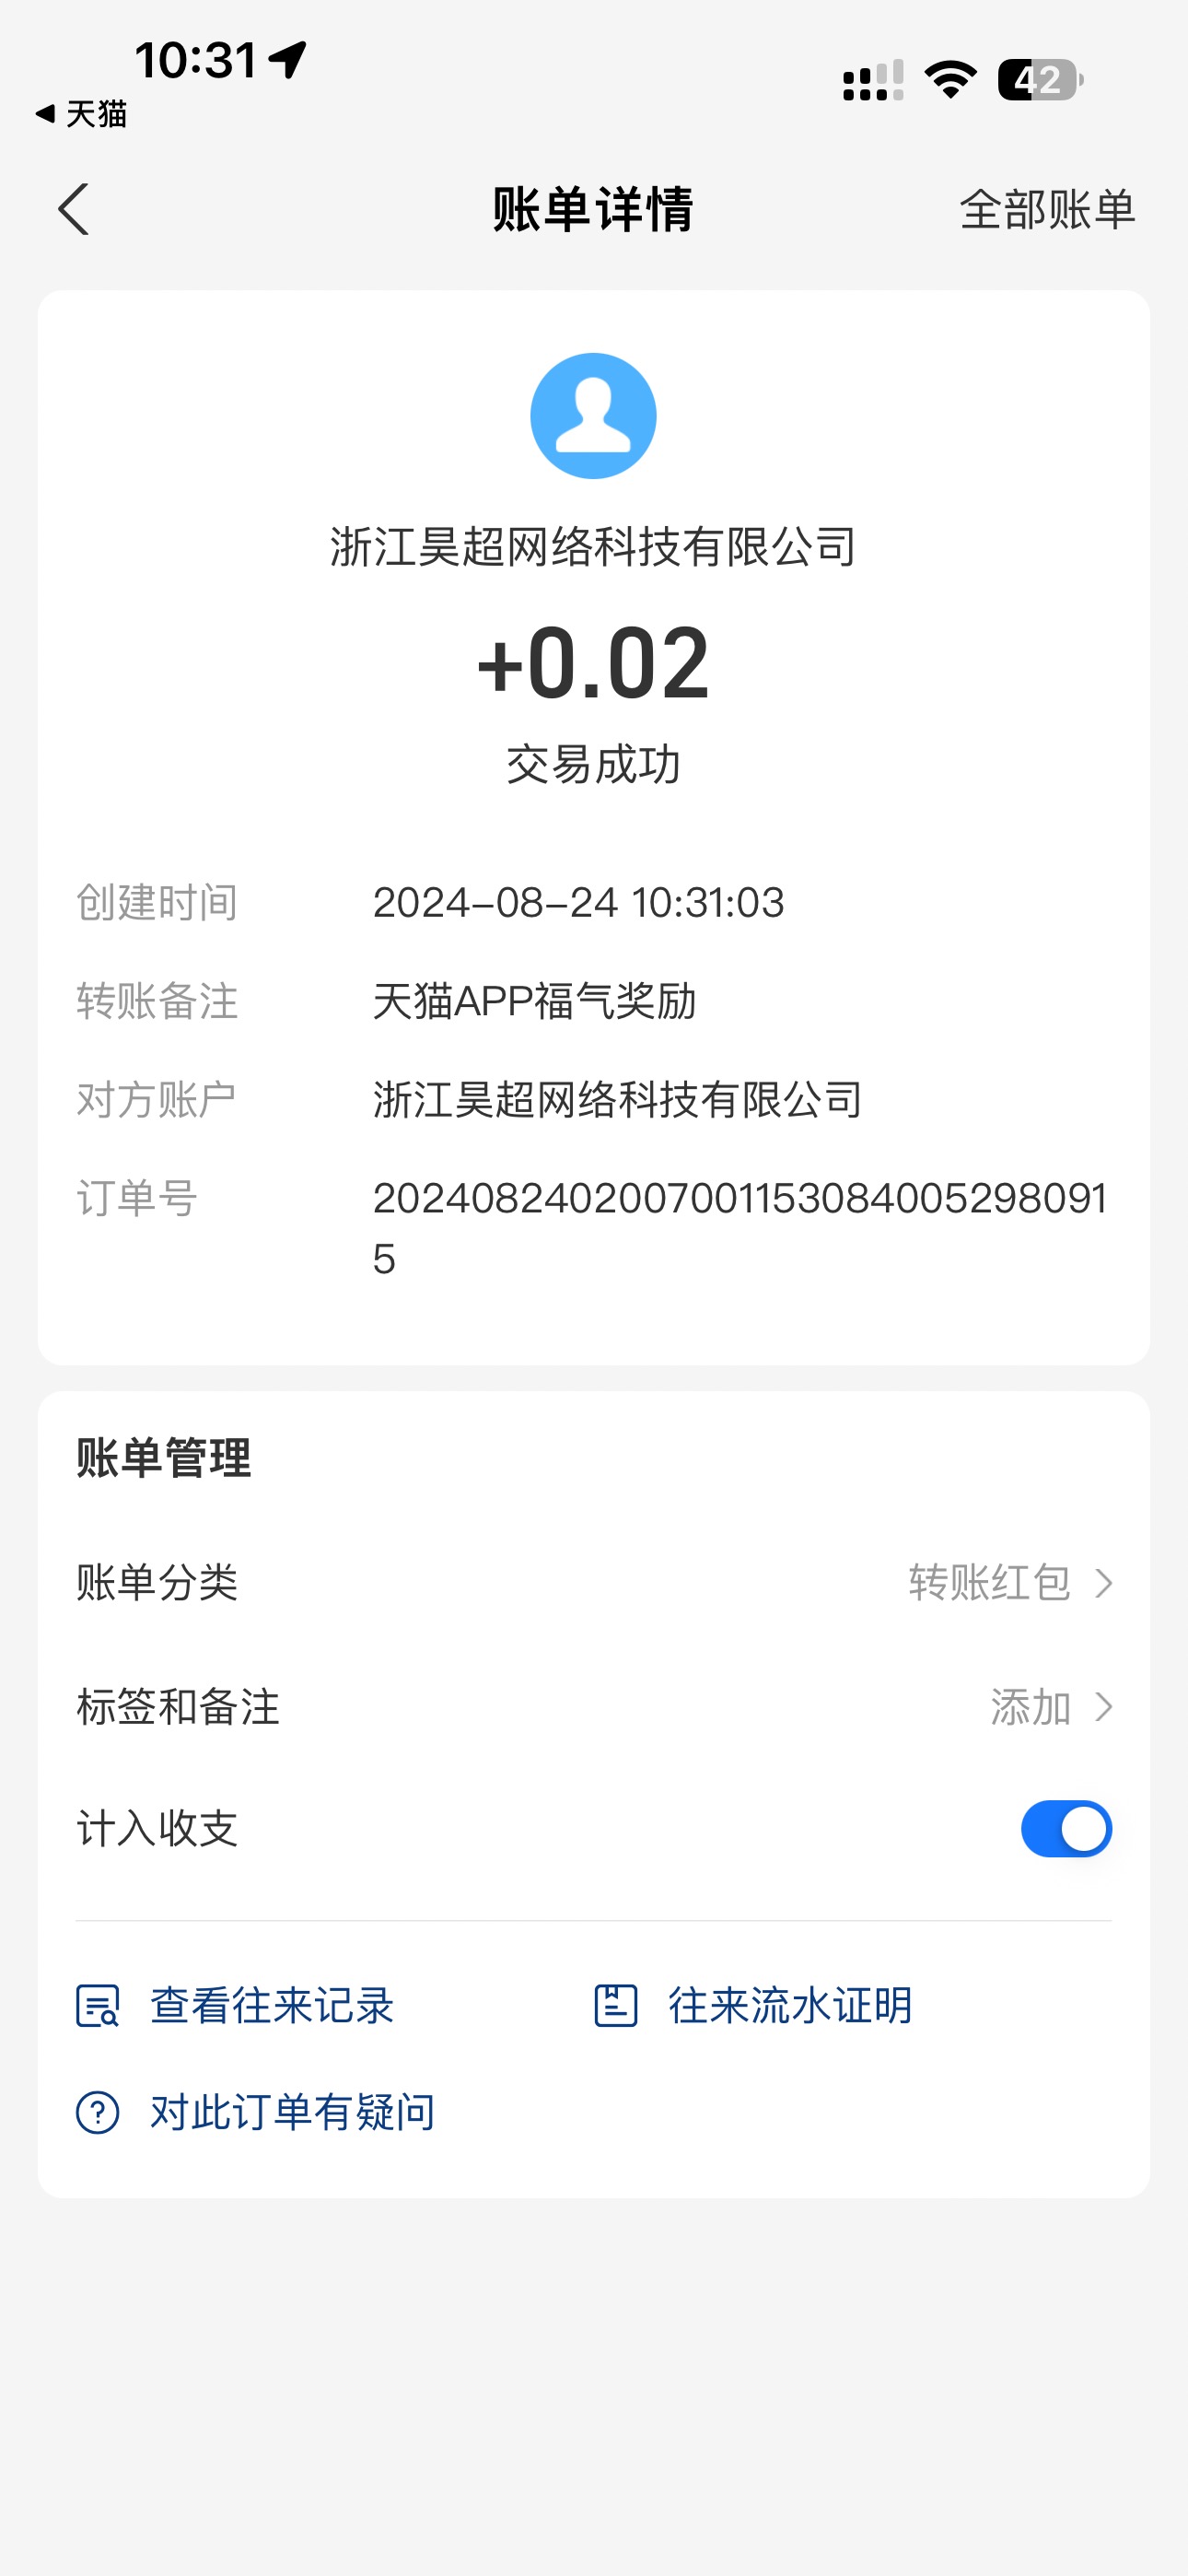 10:31
42
天猫
账单详情
全部账单
浙江昊超网络科技有限公司
+0.02
交易成功
创建时间 2024-08-24 10:31:03
转账备注 天猫APP福气奖励
对方账户 浙江昊超网络科技有限公司
订单号 2024082402007001153084005298091
5
账单管理
账单分类 转账红包
标签和备注 添加
计入收支
查看往来记录 往来流水证明
对此订单有疑问